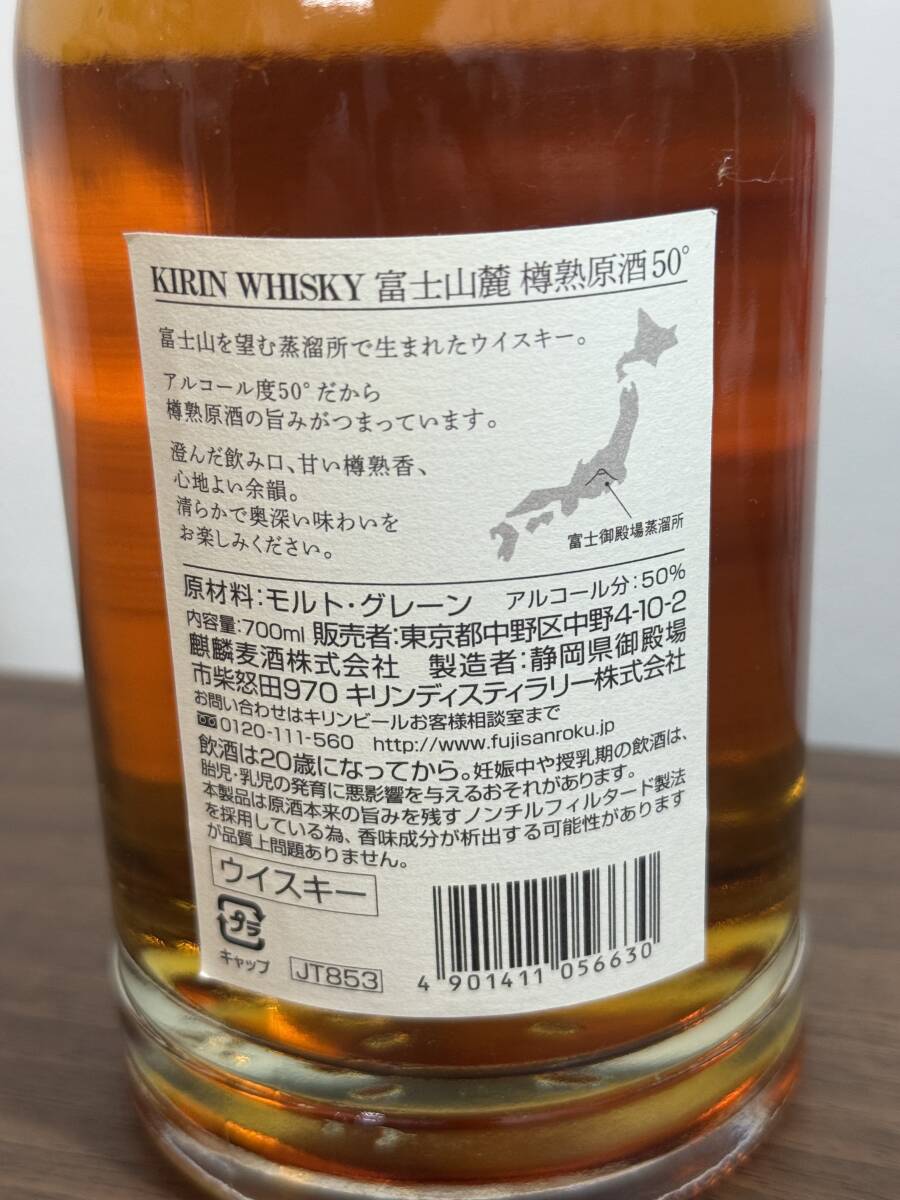 KIRIN WHISKY 富士山麓 樽熟原酒50°
富士山を望む蒸溜所で生まれたウイスキー。
アルコール度50°だから
樽熟原酒の旨みがつまっています。
澄んだ飲み口、甘い樽熟香、
心地よい余韻。
清らかで奥深い味わいを
お楽しみください。
富士御殿場蒸溜所
原材料：モルト・グレーン アルコール分：50%
内容量：700ml 販売者：東京都中野区中野4-10-2
麒麟麦酒株式会社 製造者：静岡県御殿場
市柴怒田970 キリンディスティラリー株式会社
お問い合わせはキリンビールお客様相談室まで
0120-111-560 http://www.fujisanroku.jp
飲酒は20歳になってから。妊娠中や授乳期の飲酒は、
胎児・乳児の発育に悪影響を与えるおそれがあります。
本製品は原酒本来の旨みを残すノンチルフィルタード製法
を採用している為、香味成分が析出する可能性があります
が品質上問題ありません。
ウイスキー
プラ
キャップ
JT853
4 901411 056630